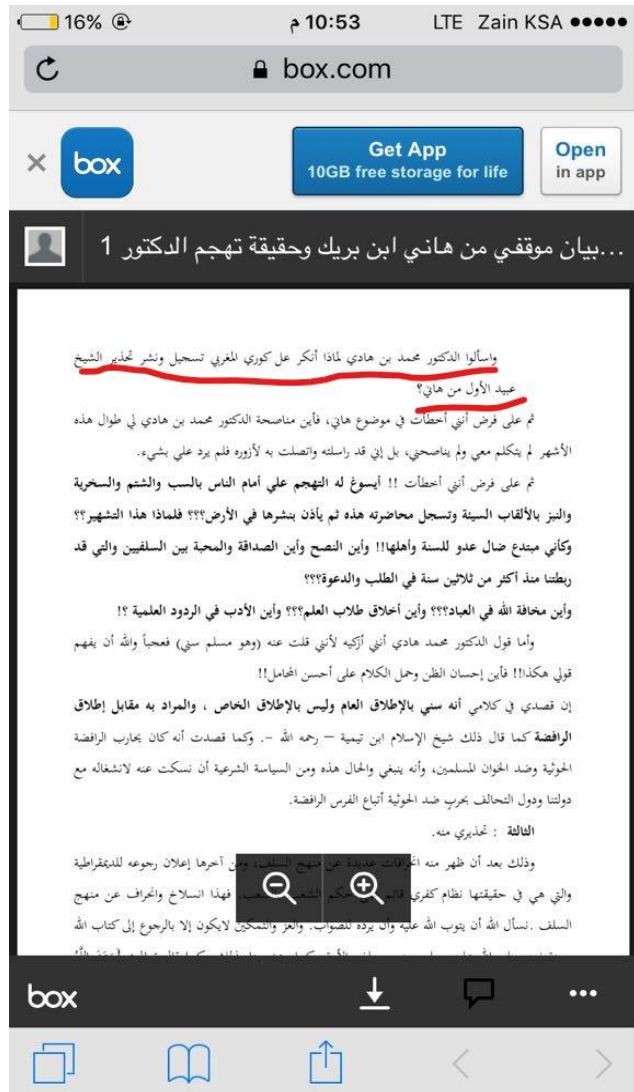 16%
10:53 م
LTE Zain KSA
box.com
box
Get App
10GB free storage for life
Open
in app
...بيان موقفي من هاني ابن بريك وحقيقة تهجم الدكتور 1
واسألوا الدكتور محمد بن هادي لماذا أنكر على كوري المغربي تسجيل ونشر تحذير الشيخ
عبيد الأول من هاني؟
ثم على فرض أنني أخطأت في موضوع هاني، فأين مناصحة الدكتور محمد بن هادي لي طوال هذه
الأشهر لم يتكلم معي ولم يناصحني، بل إني قد راسلته واتصلت به لأزوره فلم يرد علي بشيء.
ثم على فرض أنني أخطأت !! أيسوغ له التهجم علي أمام الناس بالسب والشتم والسخرية
والنبز بالألقاب السيئة وتسجل محاضرته هذه ثم يأذن بنشرها في الأرض؟؟؟ فلماذا هذا التشهير؟؟
وكأني مبتدع ضال عدو للسنة وأهلها!! وأين النصح وأين الصداقة والمحبة بين السلفيين والتي قد
ربطتنا منذ أكثر من ثلاثين سنة في الطلب والدعوة؟؟؟
وأين مخافة الله في العباد؟؟؟ وأين أخلاق طلاب العلم؟؟؟ وأين الأدب في الردود العلمية ؟!
وأما قول الدكتور محمد هادي أنني أزكيه لأنني قلت عنه (وهو مسلم سني) فعجباً والله أن يفهم
قولي هكذا!! فأين إحسان الظن وحمل الكلام على أحسن المحامل!!
إن قصدي في كلامي أنه سني بالإطلاق العام وليس بالإطلاق الخاص ، والمراد به مقابل إطلاق
الرافضة كما قال ذلك شيخ الإسلام ابن تيمية – رحمه الله -. وكما قصدت أنه كان يحارب الرافضة
الحوثية وضد الخوان المسلمين، وأنه ينبغي والحال هذه ومن السياسة الشرعية أن نسكت عنه لانشغاله مع
دولتنا ودول التحالف بحرب ضد الحوثية أتباع الفرس الرافضة.
الثالثة : تحذيري منه.
وذلك بعد أن ظهر منه انحرافات عديدة عن منهج السلف، ومن آخرها إعلان رجوعه للديمقراطية
والتي هي في حقيقتها نظام كفري قائم حكم الشعب. فهذا انسلاخ وانحراف عن منهج
السلف .نسأل الله أن يتوب الله عليه وأن يرده للصواب. والعز والتمكين لايكون إلا بالرجوع إلى كتاب الله
box